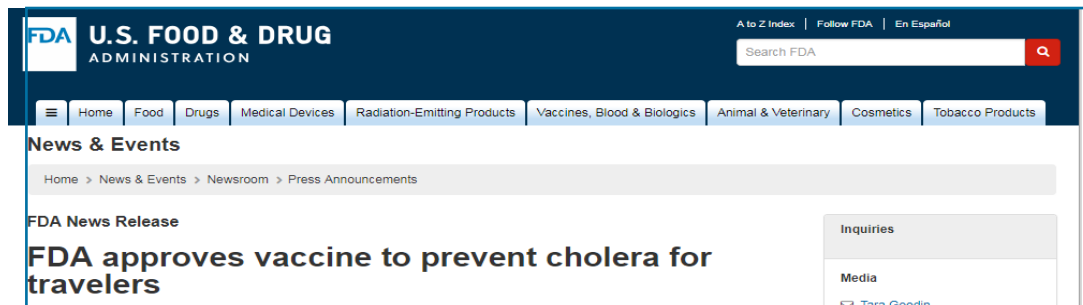 A to Z Index | Follow FDA | En Español
FDA U.S. FOOD & DRUG
ADMINISTRATION
Search FDA
Home Food Drugs Medical Devices Radiation-Emitting Products Vaccines, Blood & Biologics Animal & Veterinary Cosmetics Tobacco Products
News & Events
Home > News & Events > Newsroom > Press Announcements
FDA News Release
FDA approves vaccine to prevent cholera for
travelers
Inquiries
Media
Tara Goodin